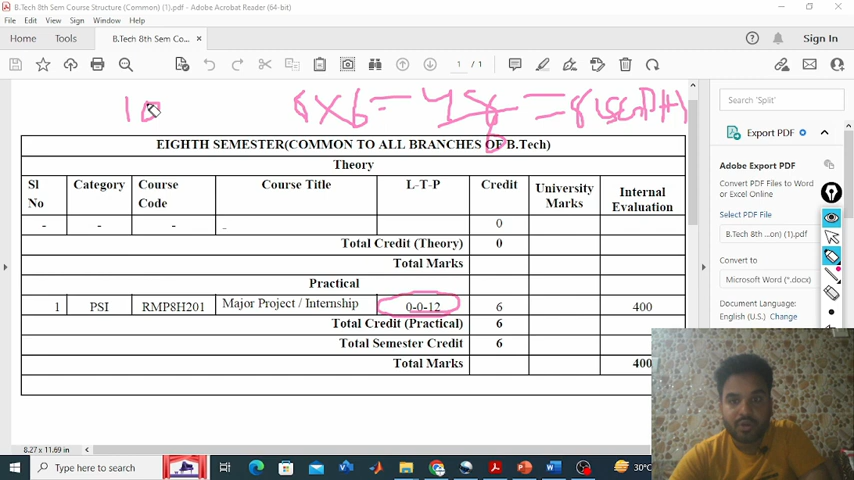 B.Tech 8th Sem Course Structure (Common) (1).pdf - Adobe Acrobat Reader (64-bit)
File Edit View Sign Window Help
Home Tools B.Tech 8th Sem Co... × Sign In
1 / 1
EIGHTH SEMESTER(COMMON TO ALL BRANCHES OF B.Tech)
Theory
Sl No Category Course Code Course Title L-T-P Credit University Marks Internal Evaluation
- - - - 0
Total Credit (Theory) 0
Total Marks
Practical
1 PSI RMP8H201 Major Project / Internship 0-0-12 6 400
Total Credit (Practical) 6
Total Semester Credit 6
Total Marks 400
8.27 x 11.69 in
Search 'Split'
Export PDF
Adobe Export PDF
Convert PDF Files to Word or Excel Online
Select PDF File
B.Tech 8th ...on) (1).pdf
Convert to
Microsoft Word (*.docx)
Document Language:
English (U.S.) Change
Type here to search
30°C